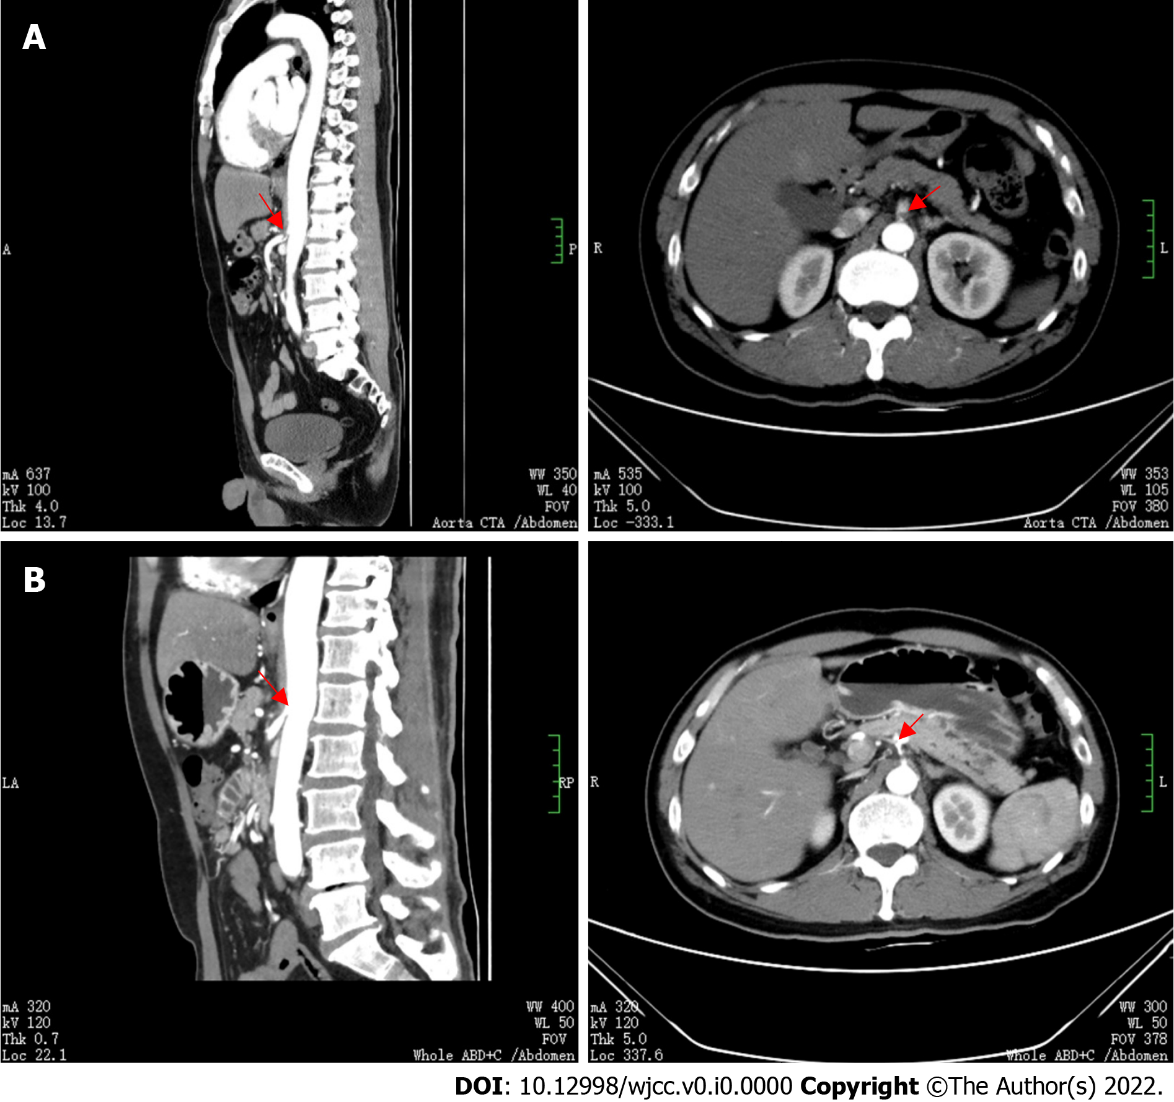 A
A
P
mA 637
kV 100
Thk 4.0
Loc 13.7
WW 350
WL 40
FOV
Aorta CTA /Abdomen
R
L
mA 535
kV 100
Thk 5.0
Loc -333.1
WW 353
WL 105
FOV 380
Aorta CTA /Abdomen
B
LA
RP
mA 320
kV 120
Thk 0.7
Loc 22.1
WW 400
WL 50
FOV
Whole ABD+C /Abdomen
R
L
mA 320
kV 120
Thk 5.0
Loc 337.6
WW 300
WL 50
FOV 378
Whole ABD+C /Abdomen
DOI: 10.12998/wjcc.v0.i0.0000 Copyright ©The Author(s) 2022.